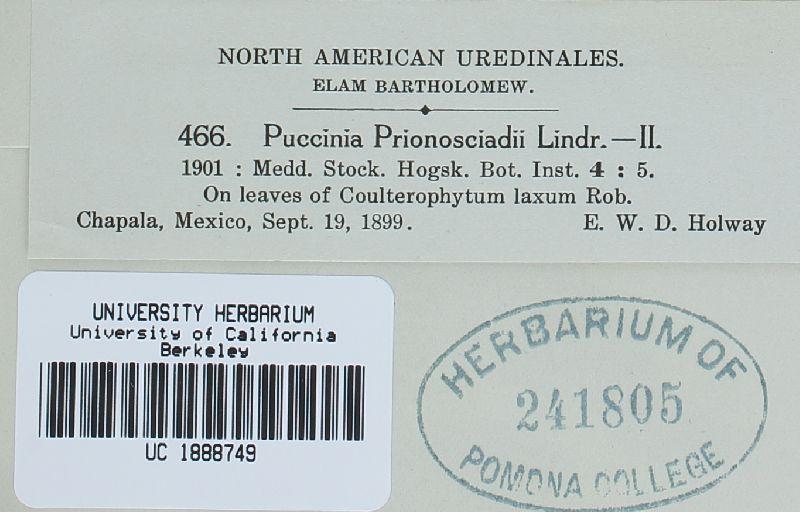 NORTH AMERICAN UREDINALES.
ELAM BARTHOLOMEW.
466. Puccinia Prionosciadii Lindr.—II.
1901 : Medd. Stock. Hogsk. Bot. Inst. 4 : 5.
On leaves of Coulterophytum laxum Rob.
Chapala, Mexico, Sept. 19, 1899. E. W. D. Holway
UNIVERSITY HERBARIUM
University of California
Berkeley
UC 1888749
HERBARIUM OF
241805
POMONA COLLEGE